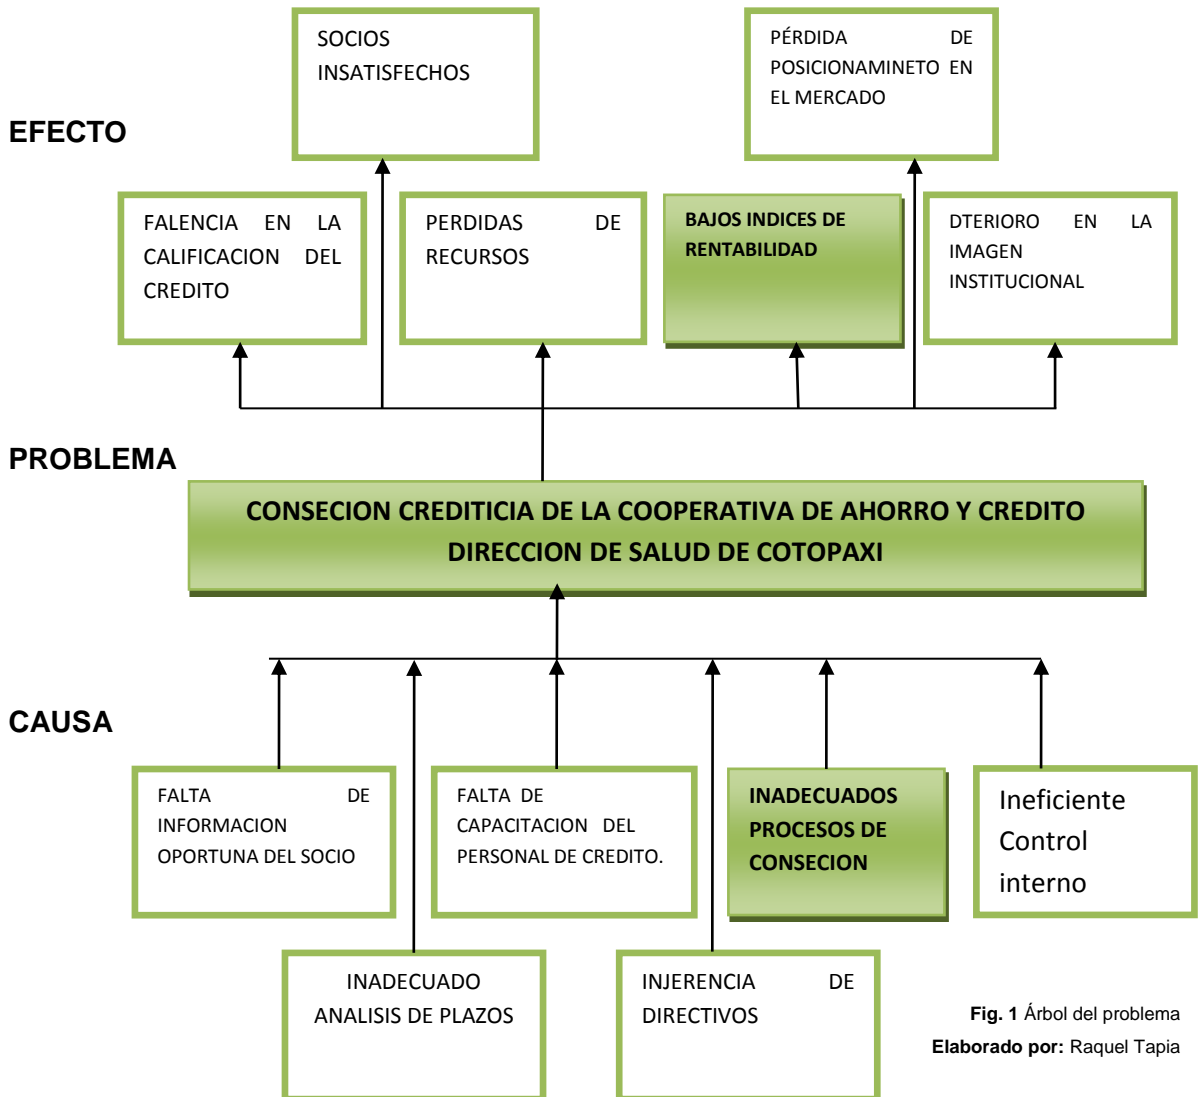 SOCIOS
INSATISFECHOS
PÉRDIDA DE
POSICIONAMINETO EN
EL MERCADO
EFECTO
FALENCIA EN LA
CALIFICACION DEL
CREDITO
PERDIDAS DE
RECURSOS
BAJOS INDICES DE
RENTABILIDAD
DTERIORO EN LA
IMAGEN
INSTITUCIONAL
PROBLEMA
CONSECION CREDITICIA DE LA COOPERATIVA DE AHORRO Y CREDITO
DIRECCION DE SALUD DE COTOPAXI
CAUSA
FALTA DE
INFORMACION
OPORTUNA DEL SOCIO
FALTA DE
CAPACITACION DEL
PERSONAL DE CREDITO.
INADECUADOS
PROCESOS DE
CONSECION
Ineficiente
Control
interno
INADECUADO
ANALISIS DE PLAZOS
INJERENCIA DE
DIRECTIVOS
Fig. 1 Árbol del problema
Elaborado por: Raquel Tapia